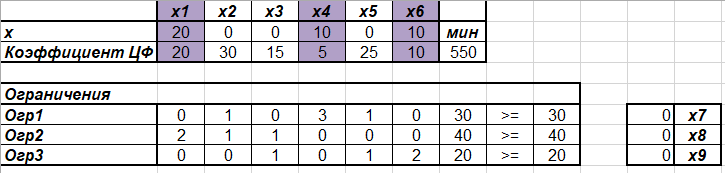 x1 x2 x3 x4 x5 x6
x 20 0 0 10 0 10 мин
Коэффициент ЦФ 20 30 15 5 25 10 550
Ограничения
Огр1 0 1 0 3 1 0 30 >= 30 0 x7
Огр2 2 1 1 0 0 0 40 >= 40 0 x8
Огр3 0 0 1 0 1 2 20 >= 20 0 x9